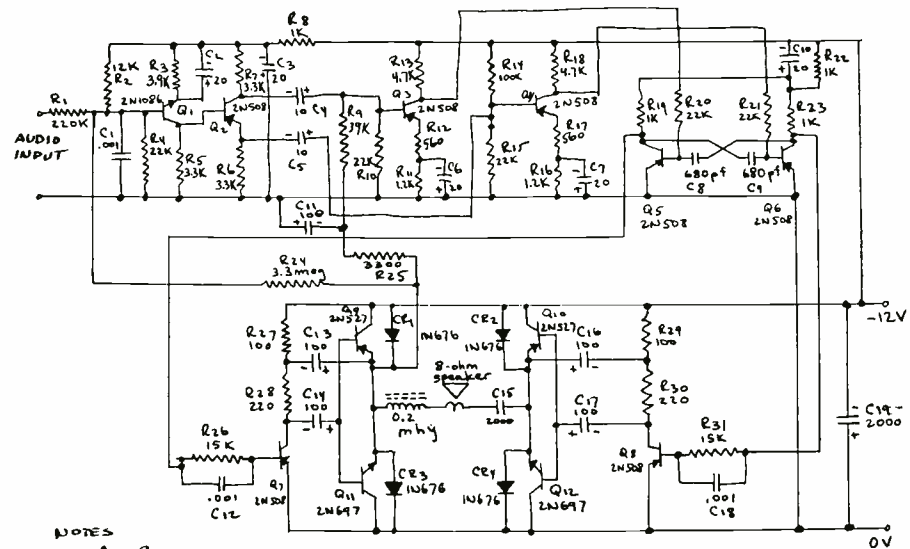 R8
1K
R1
220K
AUDIO
INPUT
12K
R2
R3
3.9K
C2
20
R7
3.3K
C3
20
2N1086
Q1
2N508
Q2
C1
.001
R4
22K
R5
3.3K
R6
3.3K
10 C4
10
C5
R9
39K
22K
R10
R13
4.7K
Q3
2N508
R12
560
R11
1.2K
C6
20
R14
100K
R15
22K
R18
4.7K
Q4
2N508
R17
560
R16
1.2K
C7
20
R19
1K
R20
22K
R21
22K
C10
20
R22
1K
R23
1K
680pf
C8
680pf
C9
Q5
2N508
Q6
2N508
C11
100
3300
R25
R24
3.3meg
R27
100
C13
100
Q9
2N527
CR1
1N676
CR2
1N676
Q10
2N527
C16
100
R29
100
-12V
R28
220
C14
100
8-ohm
speaker
0.2
mhy
C15
2000
C17
100
R30
220
C19
2000
R26
15K
.001
C12
Q7
2N508
Q11
2N697
CR3
1N676
CR4
1N676
Q12
2N697
Q8
2N508
R31
15K
.001
C18
0V
NOTES